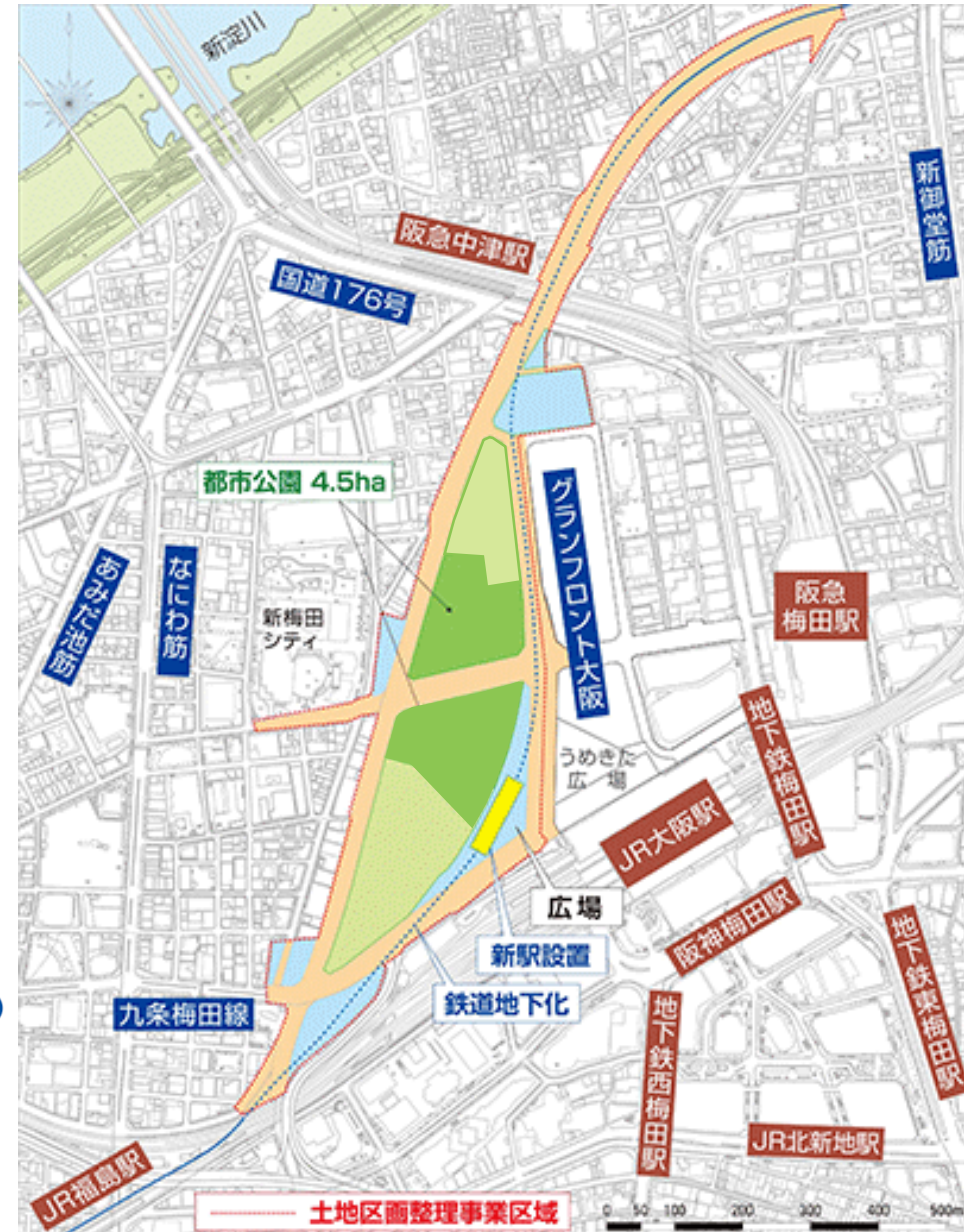 新淀川
新御堂筋
阪急中津駅
国道176号
都市公園 4.5ha
グランフロント大阪
あみだ池筋
なにわ筋
新梅田
シティ
阪急
梅田駅
地下鉄梅田駅
うめきた
広 場
JR大阪駅
広 場
阪神梅田駅
新駅設置
鉄道地下化
九条梅田線
地下鉄西梅田駅
地下鉄東梅田駅
JR北新地駅
JR福島駅
土地区画整理事業区域
0 50 100 200 300 400 500m